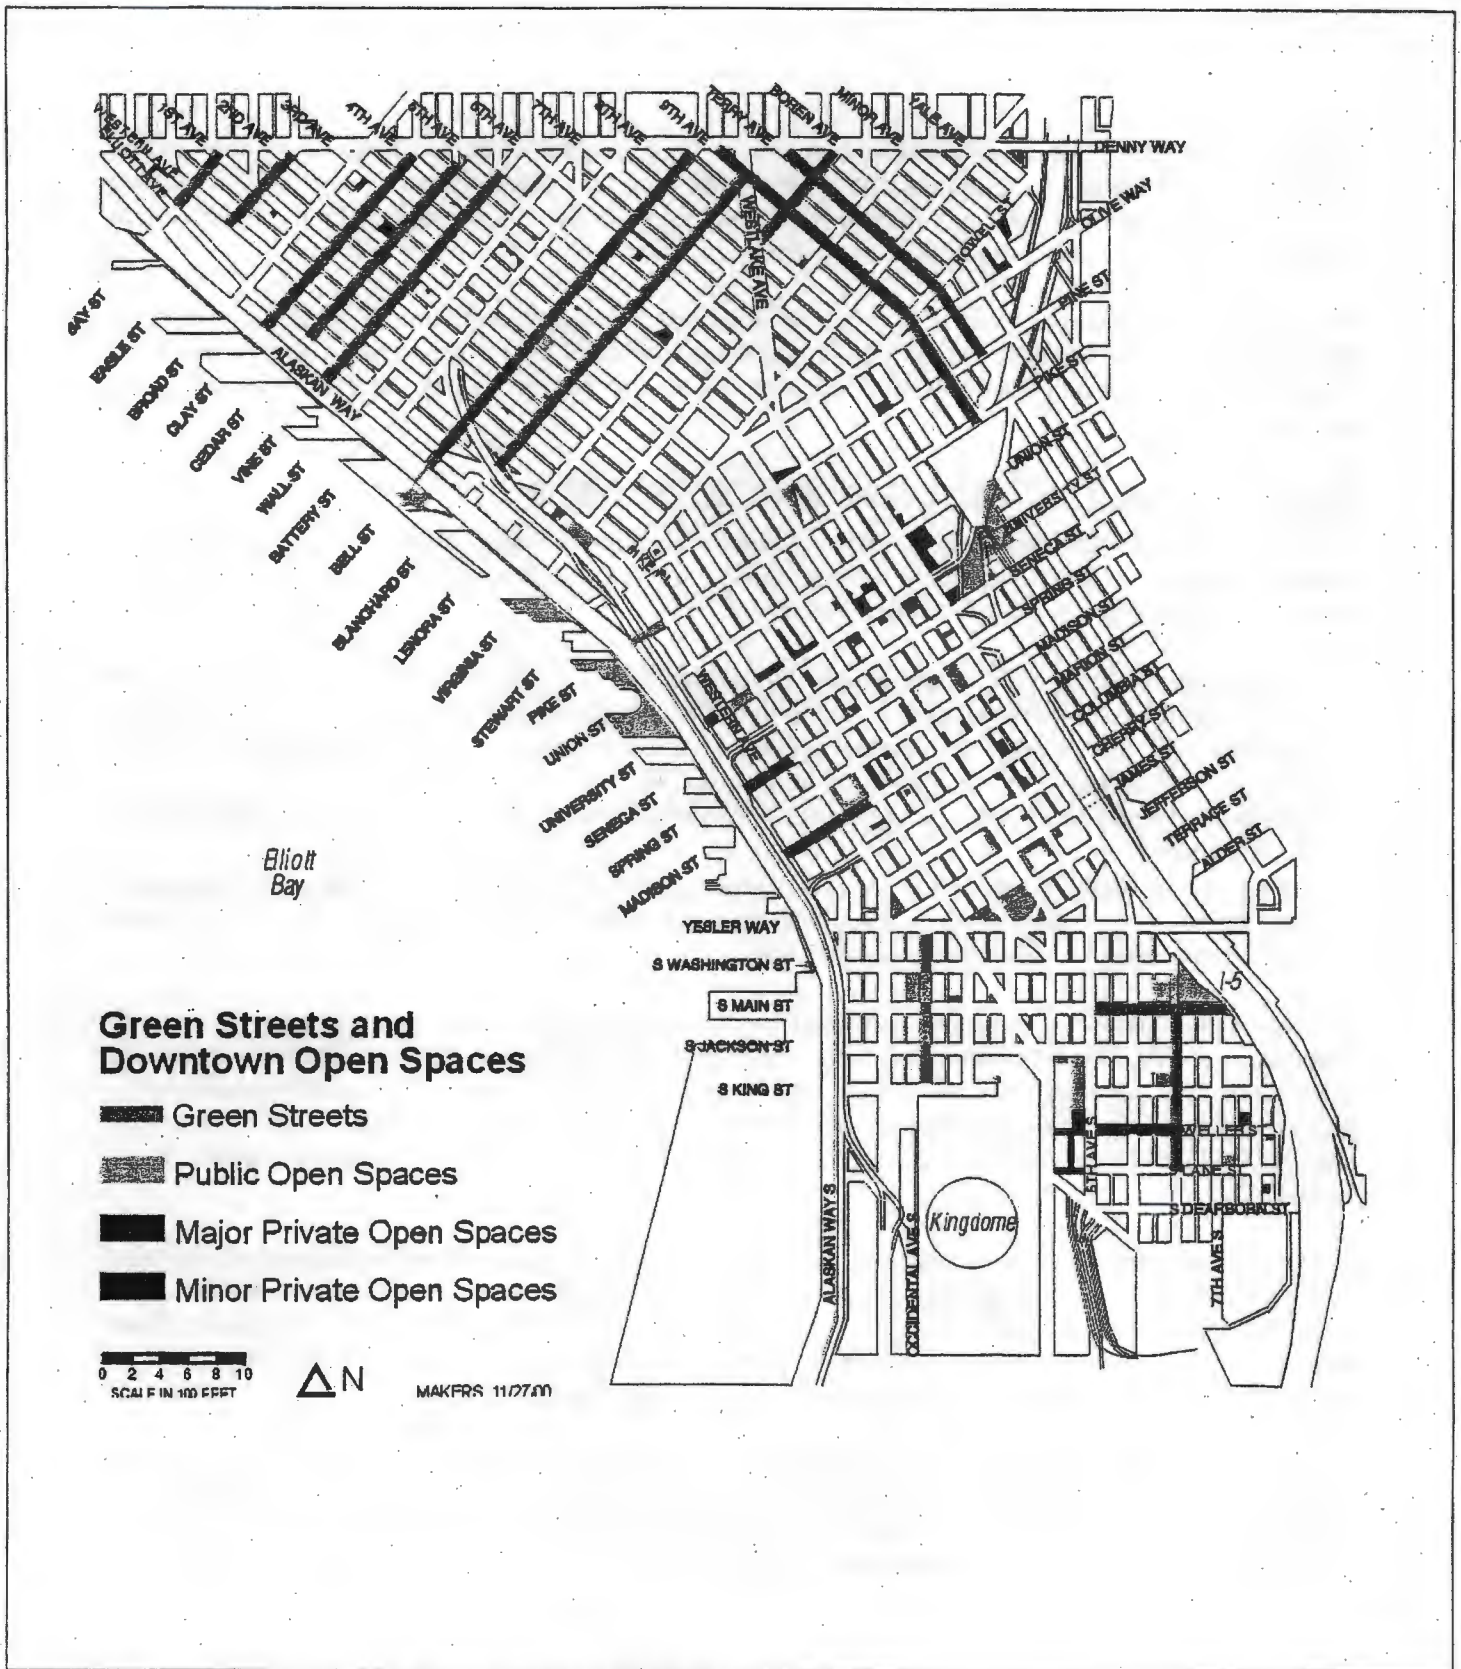 WESTERN AVE
ELLIOTT AVE
1ST AVE
2ND AVE
3RD AVE
4TH AVE
5TH AVE
6TH AVE
7TH AVE
8TH AVE
9TH AVE
TERRY AVE
BOREN AVE
MINOR AVE
YALE AVE
DENNY WAY
OLIVE WAY
HOWELL ST
WESTLAKE AVE
PINE ST
PIKE ST
UNION ST
UNIVERSITY ST
SENECA ST
SPRING ST
MADISON ST
MARION ST
COLUMBIA ST
CHERRY ST
JAMES ST
JEFFERSON ST
TERRACE ST
ALDER ST
BAY ST
EAGLE ST
BROAD ST
CLAY ST
CEDAR ST
VINE ST
WALL ST
BATTERY ST
BELL ST
BLANCHARD ST
LENORA ST
VIRGINIA ST
STEWART ST
PIKE ST
UNION ST
UNIVERSITY ST
SENECA ST
SPRING ST
MADISON ST
ALASKAN WAY
WESTERN AVE
YESLER WAY
S WASHINGTON ST
S MAIN ST
S JACKSON ST
S KING ST
Elliott
Bay
I-5
WELLER ST
S LANE ST
S DEARBORN ST
5TH AVE S
7TH AVE S
ALASKAN WAY S
OCCIDENTAL AVE S
Kingdome
Green Streets and
Downtown Open Spaces
Green Streets
Public Open Spaces
Major Private Open Spaces
Minor Private Open Spaces
0 2 4 6 8 10
SCALE IN 100 FEET
N
MAKERS 11/27/00